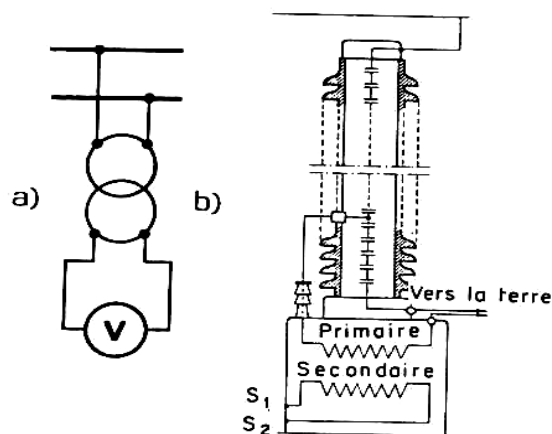 a)
b)
V
Vers la terre
Primaire
Secondaire
S1
S2